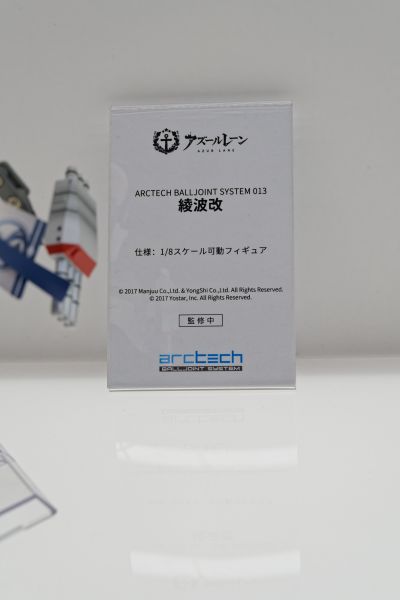 アズールレーン
AZUR LANE
ARCTECH BALLJOINT SYSTEM 013
綾波改
仕様：1/8スケール可動フィギュア
© 2017 Manjuu Co.,Ltd. & YongShi Co.,Ltd. All Rights Reserved.
© 2017 Yostar, Inc. All Rights Reserved.
監修中
arctech
BALLJOINT SYSTEM